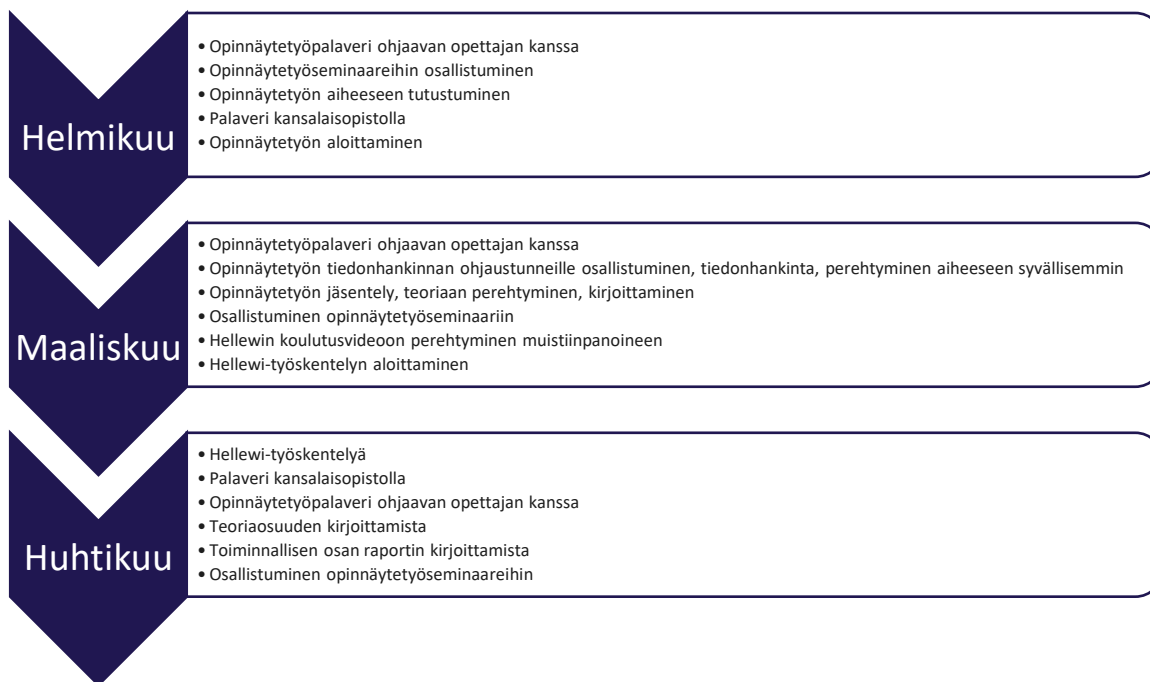 Helmikuu
• Opinnäytetyöpalaveri ohjaavan opettajan kanssa
• Opinnäytetyöseminaareihin osallistuminen
• Opinnäytetyön aiheeseen tutustuminen
• Palaveri kansalaisopistolla
• Opinnäytetyön aloittaminen
Maaliskuu
• Opinnäytetyöpalaveri ohjaavan opettajan kanssa
• Opinnäytetyön tiedonhankinnan ohjaustunneille osallistuminen, tiedonhankinta, perehtyminen aiheeseen syvällisemmin
• Opinnäytetyön jäsentely, teoriaan perehtyminen, kirjoittaminen
• Osallistuminen opinnäytetyöseminaariin
• Hellewin koulutusvideoon perehtyminen muistiinpanoineen
• Hellewi-työskentelyn aloittaminen
Huhtikuu
• Hellewi-työskentelyä
• Palaveri kansalaisopistolla
• Opinnäytetyöpalaveri ohjaavan opettajan kanssa
• Teoriaosuuden kirjoittamista
• Toiminnallisen osan raportin kirjoittamista
• Osallistuminen opinnäytetyöseminaareihin